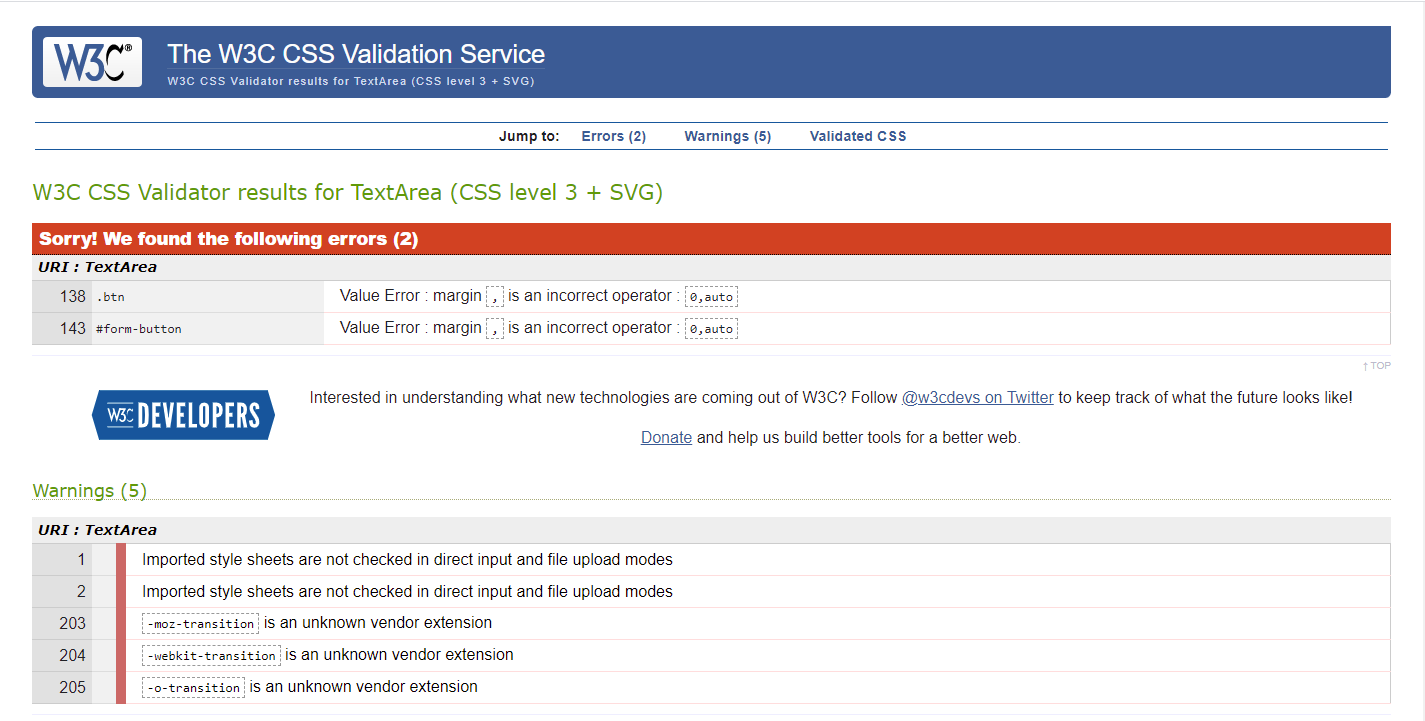 W3C®
The W3C CSS Validation Service
W3C CSS Validator results for TextArea (CSS level 3 + SVG)
Jump to: Errors (2) Warnings (5) Validated CSS
W3C CSS Validator results for TextArea (CSS level 3 + SVG)
Sorry! We found the following errors (2)
URI : TextArea
138 .btn Value Error : margin , is an incorrect operator : 0,auto
143 #form-button Value Error : margin , is an incorrect operator : 0,auto
↑ TOP
W3C DEVELOPERS
Interested in understanding what new technologies are coming out of W3C? Follow @w3cdevs on Twitter to keep track of what the future looks like!
Donate and help us build better tools for a better web.
Warnings (5)
URI : TextArea
1 Imported style sheets are not checked in direct input and file upload modes
2 Imported style sheets are not checked in direct input and file upload modes
203 -moz-transition is an unknown vendor extension
204 -webkit-transition is an unknown vendor extension
205 -o-transition is an unknown vendor extension